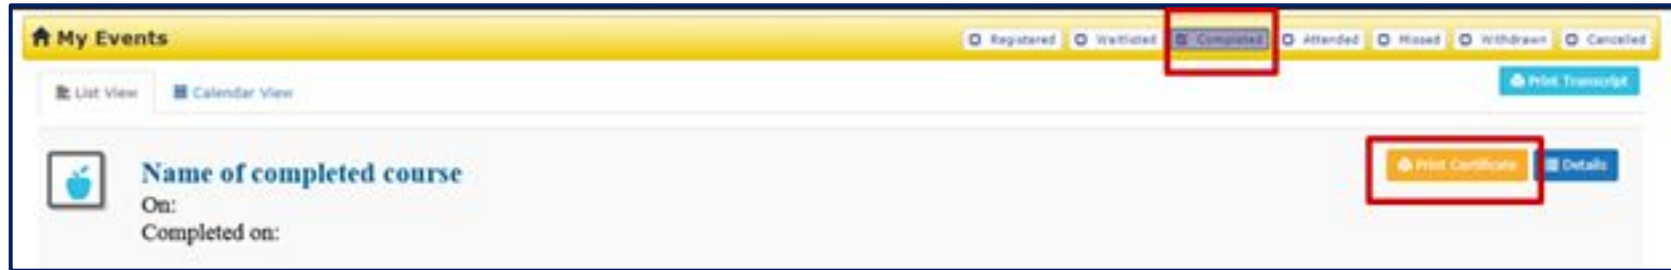 My Events
Registered Waitlisted Completed Attended Missed Withdrawn Cancelled
List View Calendar View
Print Transcript
Print Certificate Details
Name of completed course
On:
Completed on: